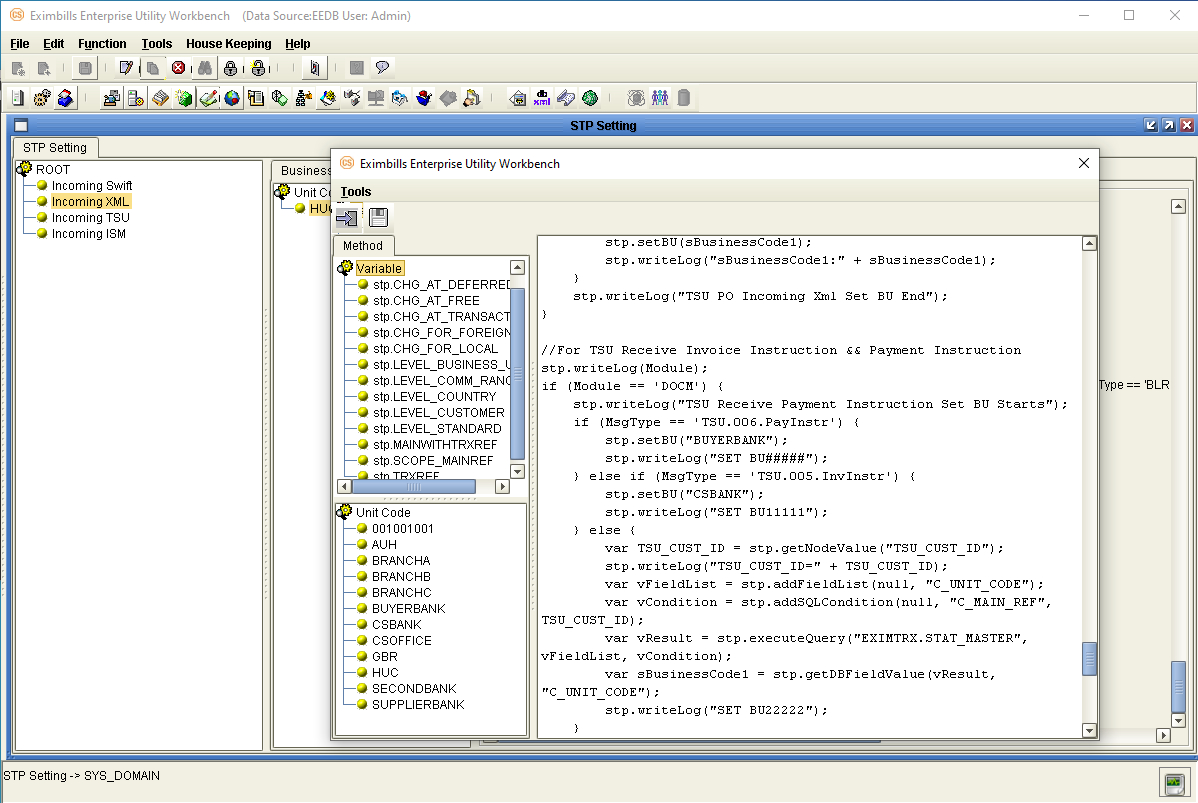 Eximbills Enterprise Utility Workbench (Data Source:EEDB User: Admin)
File Edit Function Tools House Keeping Help
STP Setting
STP Setting
ROOT
Incoming Swift
Incoming XML
Incoming TSU
Incoming ISM
Business
Unit Co
HUC
Type == 'BLR
Eximbills Enterprise Utility Workbench
Tools
Method
Variable
stp.CHG_AT_DEFERRED
stp.CHG_AT_FREE
stp.CHG_AT_TRANSACT
stp.CHG_FOR_FOREIGN
stp.CHG_FOR_LOCAL
stp.LEVEL_BUSINESS_U
stp.LEVEL_COMM_RANG
stp.LEVEL_COUNTRY
stp.LEVEL_CUSTOMER
stp.LEVEL_STANDARD
stp.MAINWITHTRXREF
stp.SCOPE_MAINREF
stp.TRXREF
Unit Code
001001001
AUH
BRANCHA
BRANCHB
BRANCHC
BUYERBANK
CSBANK
CSOFFICE
GBR
HUC
SECONDBANK
SUPPLIERBANK
stp.setBU(sBusinessCode1);
stp.writeLog("sBusinessCode1:" + sBusinessCode1);
}
stp.writeLog("TSU PO Incoming Xml Set BU End");
}
//For TSU Receive Invoice Instruction && Payment Instruction
stp.writeLog(Module);
if (Module == 'DOCM') {
stp.writeLog("TSU Receive Payment Instruction Set BU Starts");
if (MsgType == 'TSU.006.PayInstr') {
stp.setBU("BUYERBANK");
stp.writeLog("SET BU#####");
} else if (MsgType == 'TSU.005.InvInstr') {
stp.setBU("CSBANK");
stp.writeLog("SET BU11111");
} else {
var TSU_CUST_ID = stp.getNodeValue("TSU_CUST_ID");
stp.writeLog("TSU_CUST_ID=" + TSU_CUST_ID);
var vFieldList = stp.addFieldList(null, "C_UNIT_CODE");
var vCondition = stp.addSQLCondition(null, "C_MAIN_REF",
TSU_CUST_ID);
var vResult = stp.executeQuery("EXIMTRX.STAT_MASTER",
vFieldList, vCondition);
var sBusinessCode1 = stp.getDBFieldValue(vResult,
"C_UNIT_CODE");
stp.writeLog("SET BU22222");
}
STP Setting -> SYS_DOMAIN